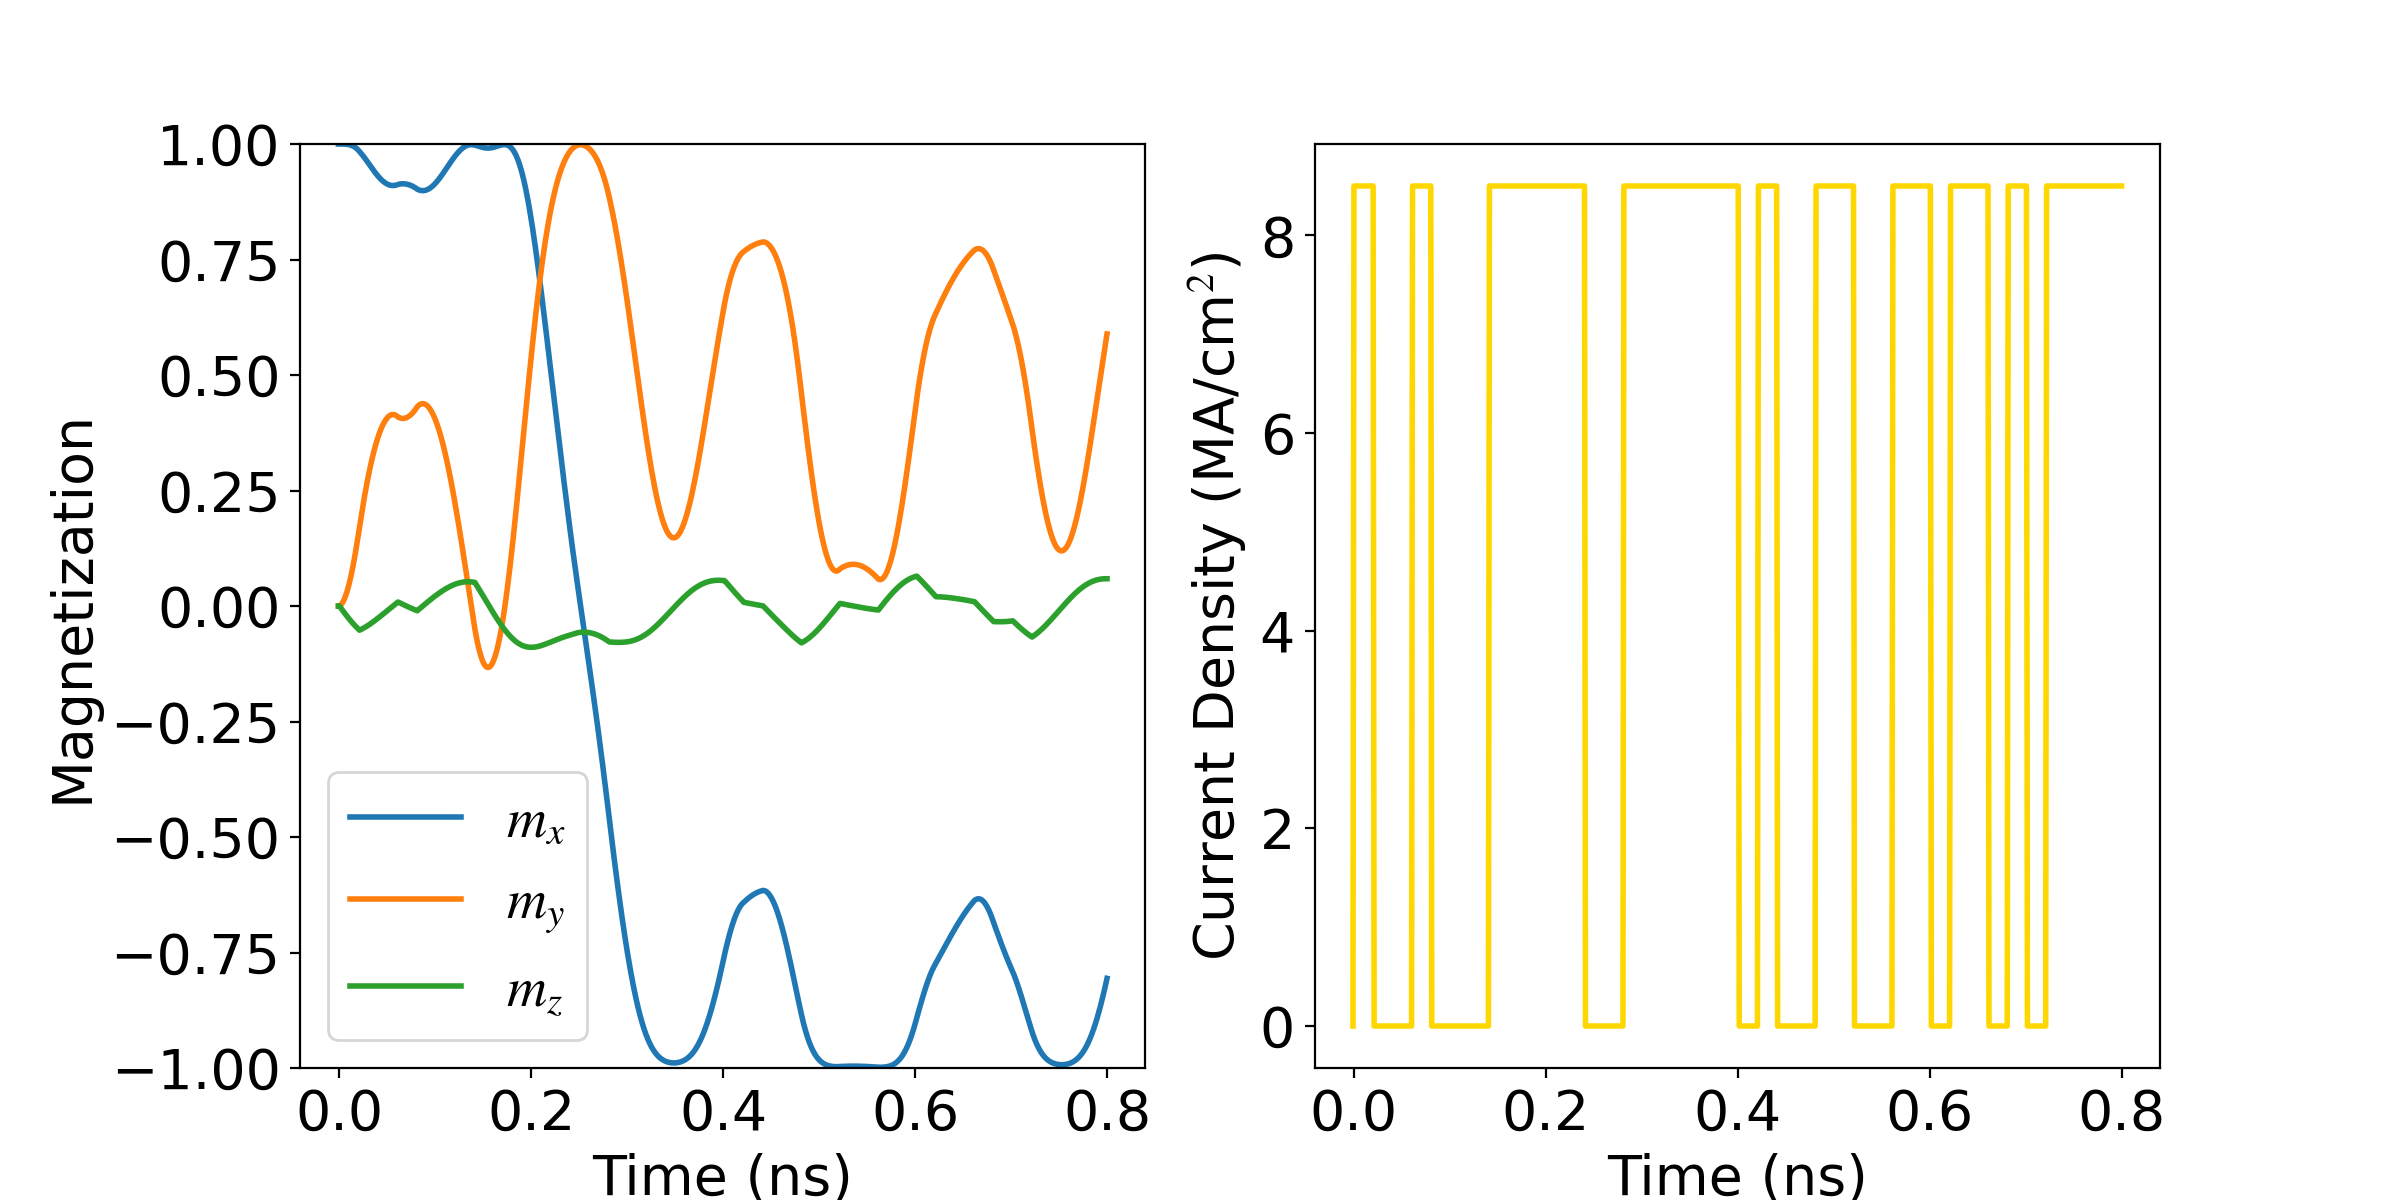 Magnetization
1.00
0.75
0.50
0.25
0.00
−0.25
−0.50
−0.75
−1.00
m_x
m_y
m_z
0.0 0.2 0.4 0.6 0.8
Time (ns)
Current Density (MA/cm²)
8
6
4
2
0
0.0 0.2 0.4 0.6 0.8
Time (ns)